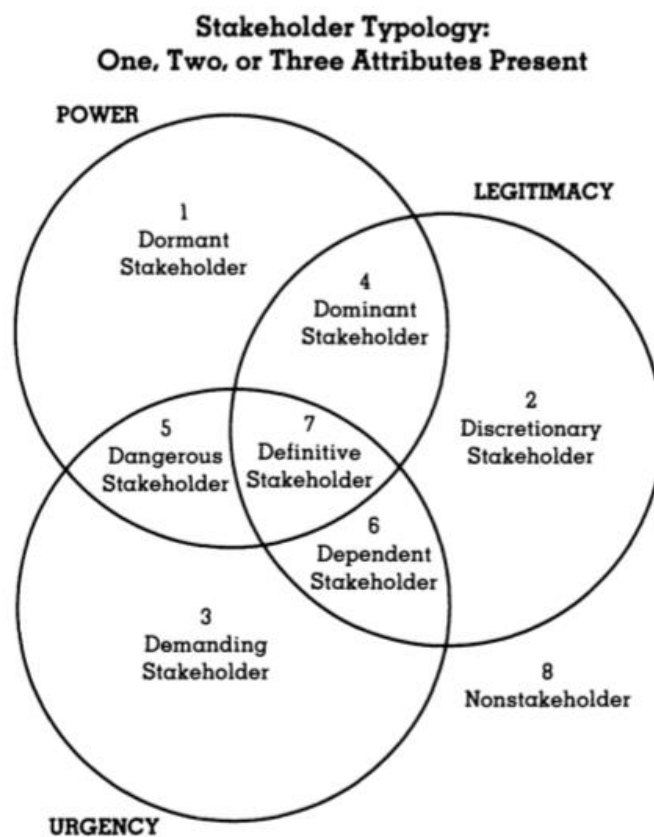 Stakeholder Typology:
One, Two, or Three Attributes Present
POWER
LEGITIMACY
1
Dormant
Stakeholder
4
Dominant
Stakeholder
2
Discretionary
Stakeholder
5
Dangerous
Stakeholder
7
Definitive
Stakeholder
6
Dependent
Stakeholder
3
Demanding
Stakeholder
8
Nonstakeholder
URGENCY